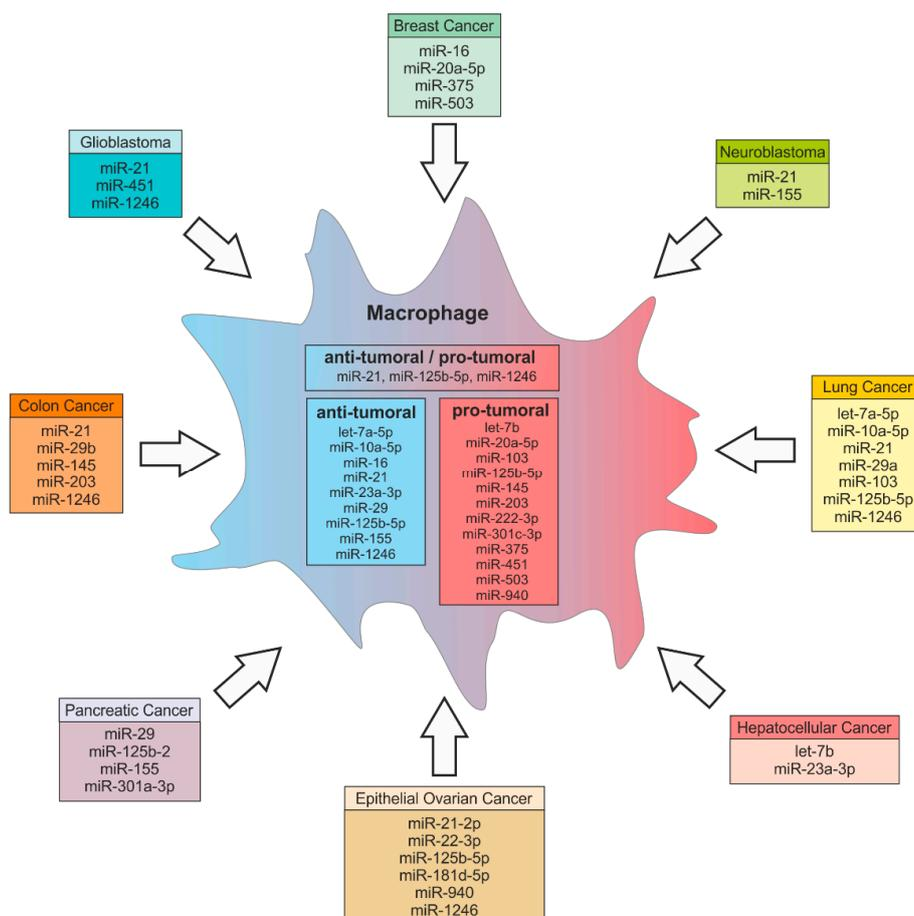 Breast Cancer
miR-16
miR-20a-5p
miR-375
miR-503
Glioblastoma
miR-21
miR-451
miR-1246
Neuroblastoma
miR-21
miR-155
Macrophage
anti-tumoral / pro-tumoral
miR-21, miR-125b-5p, miR-1246
Colon Cancer
miR-21
miR-29b
miR-145
miR-203
miR-1246
anti-tumoral
let-7a-5p
miR-10a-5p
miR-16
miR-21
miR-23a-3p
miR-29
miR-125b-5p
miR-155
miR-1246
pro-tumoral
let-7b
miR-20a-5p
miR-103
miR-125b-5p
miR-145
miR-203
miR-222-3p
miR-301c-3p
miR-375
miR-451
miR-503
miR-940
Lung Cancer
let-7a-5p
miR-10a-5p
miR-21
miR-29a
miR-103
miR-125b-5p
miR-1246
Pancreatic Cancer
miR-29
miR-125b-2
miR-155
miR-301a-3p
Epithelial Ovarian Cancer
miR-21-2p
miR-22-3p
miR-125b-5p
miR-181d-5p
miR-940
miR-1246
Hepatocellular Cancer
let-7b
miR-23a-3p